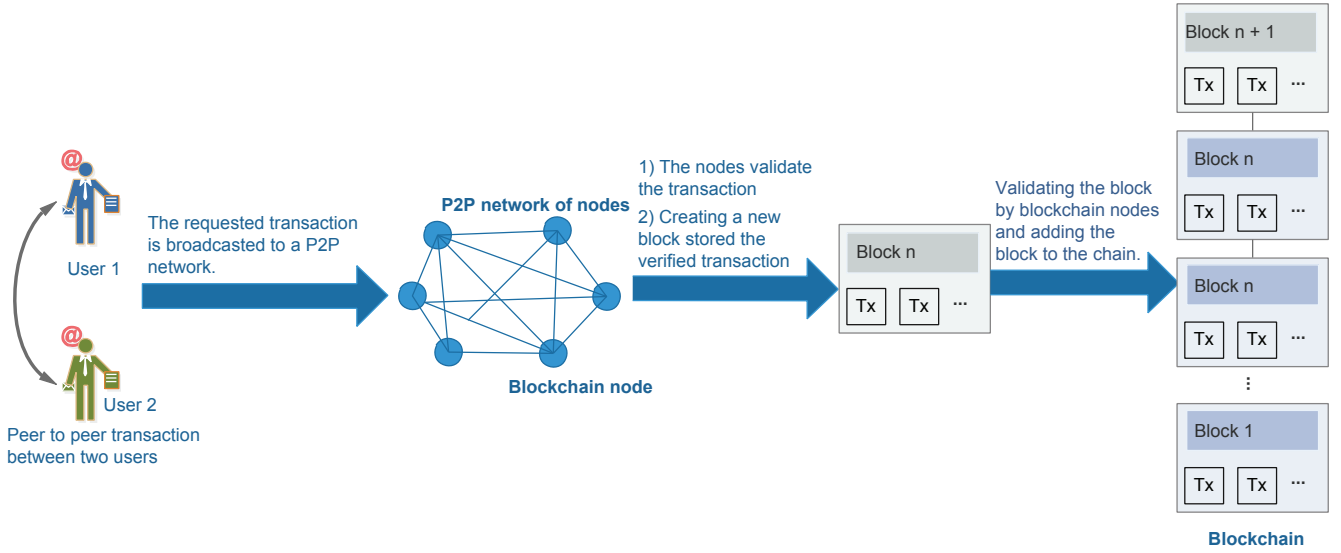 @
User 1
@
User 2
Peer to peer transaction
between two users
The requested transaction
is broadcasted to a P2P
network.
P2P network of nodes
Blockchain node
1) The nodes validate
the transaction
2) Creating a new
block stored the
verified transaction
Block n
Tx Tx ...
Validating the block
by blockchain nodes
and adding the
block to the chain.
Block n + 1
Tx Tx ...
Block n
Tx Tx ...
Block n
Tx Tx ...
...
Block 1
Tx Tx ...
Blockchain